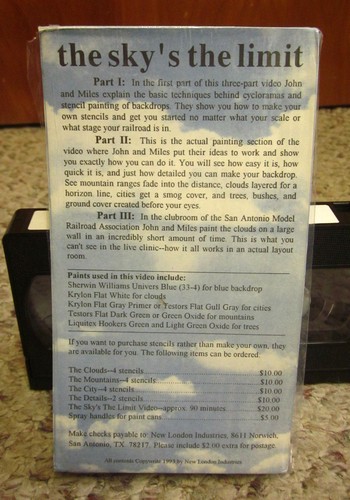 the sky's the limit
Part I: In the first part of this three-part video John
and Miles explain the basic techniques behind cycloramas and
stencil painting of backdrops. They show you how to make your
own stencils and get you started no matter what your scale or
what stage your railroad is in.
Part II: This is the actual painting section of the
video where John and Miles put their ideas to work and show
you exactly how you can do it. You will see how easy it is, how
quick it is, and just how detailed you can make your backdrop.
See mountain ranges fade into the distance, clouds layered for a
horizon line, cities get a smog cover, and trees, bushes, and
ground cover created before your eyes.
Part III: In the clubroom of the San Antonio Model
Railroad Association John and Miles paint the clouds on a large
wall in an incredibly short amount of time. This is what you
can't see in the live clinic--how it all works in an actual layout
room.
Paints used in this video include:
Sherwin Williams Univers Blue (33-4) for blue backdrop
Krylon Flat White for clouds
Krylon Flat Gray Primer or Testors Flat Gull Gray for cities
Testors Flat Dark Green or Green Oxide for mountains
Liquitex Hookers Green and Light Green Oxide for trees
If you want to purchase stencils rather than make your own, they
are available for you. The following items can be ordered:
The Clouds--4 stencils $10.00
The Mountains--4 stencils $10.00
The City--4 stencils $10.00
The Details--2 stencils $10.00
The Sky's The Limit Video--approx. 90 minutes $20.00
Spray handles for paint cans $5.00
Make checks payable to: New London Industries, 8611 Norwich,
San Antonio, TX. 78217. Please include $2.00 extra for postage.
All contents Copywrite 1993 by New London Industries